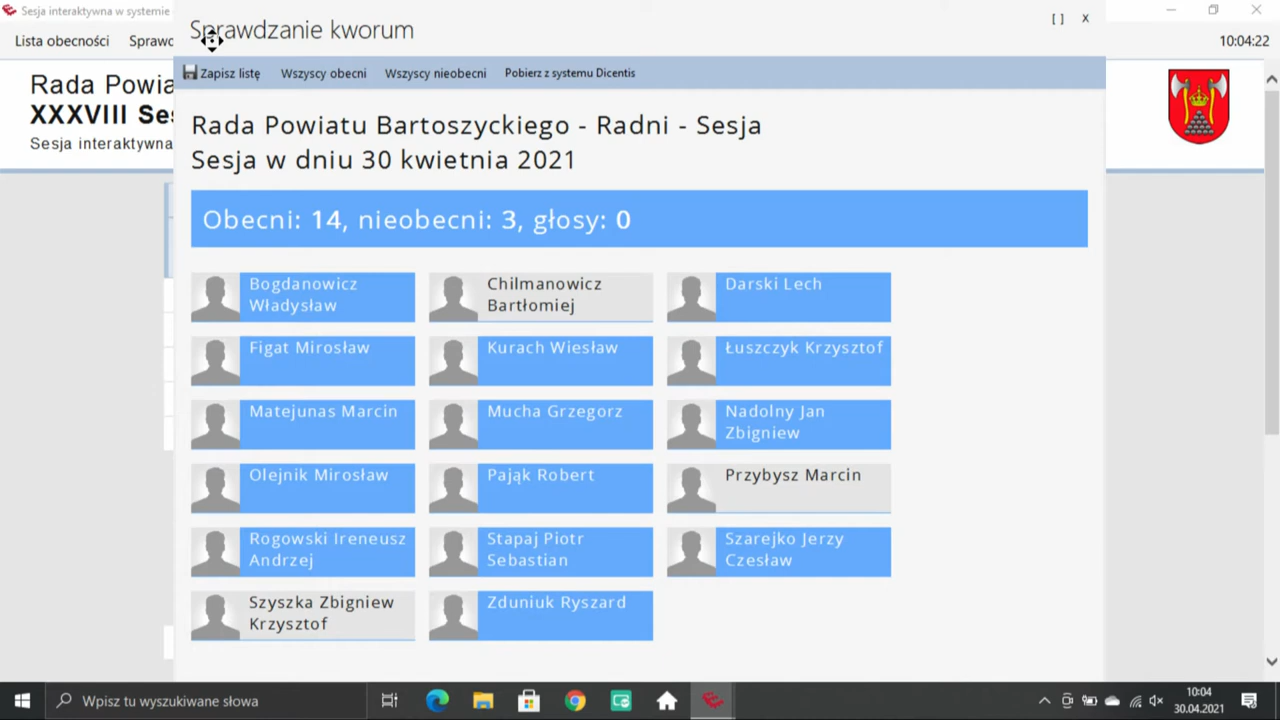 Sesja interaktywna w systemie
Sprawdzanie kworum
[ ] X
Lista obecności
10:04:22
Zapisz listę Wszyscy obecni Wszyscy nieobecni Pobierz z systemu Dicentis
Rada
XXXVIII
Sesja interaktywna
Rada Powiatu Bartoszyckiego - Radni - Sesja
Sesja w dniu 30 kwietnia 2021
Obecni: 14, nieobecni: 3, głosy: 0
Bogdanowicz
Władysław
Chilmanowicz
Bartłomiej
Darski Lech
Figat Mirosław
Kurach Wiesław
Łuszczyk Krzysztof
Matejunas Marcin
Mucha Grzegorz
Nadolny Jan
Zbigniew
Olejnik Mirosław
Pająk Robert
Przybysz Marcin
Rogowski Ireneusz
Andrzej
Stapaj Piotr
Sebastian
Szarejko Jerzy
Czesław
Szyszka Zbigniew
Krzysztof
Zduniuk Ryszard
Wpisz tu wyszukiwane słowa
10:04
30.04.2021